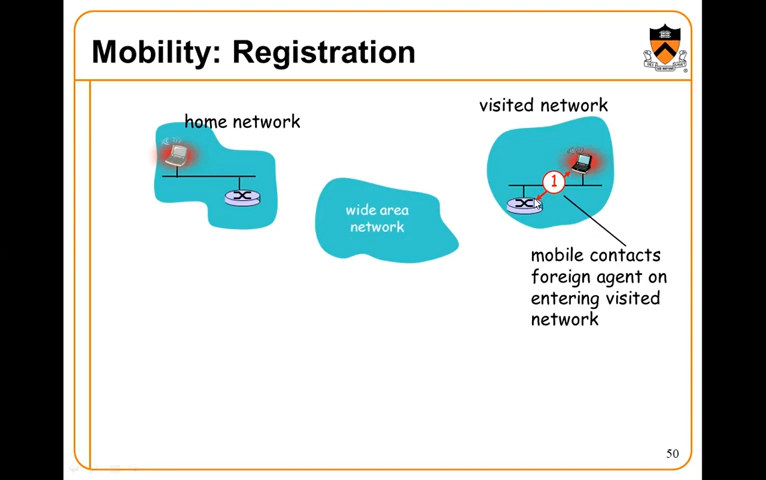 Mobility: Registration
home network
visited network
1
wide area
network
mobile contacts
foreign agent on
entering visited
network
50